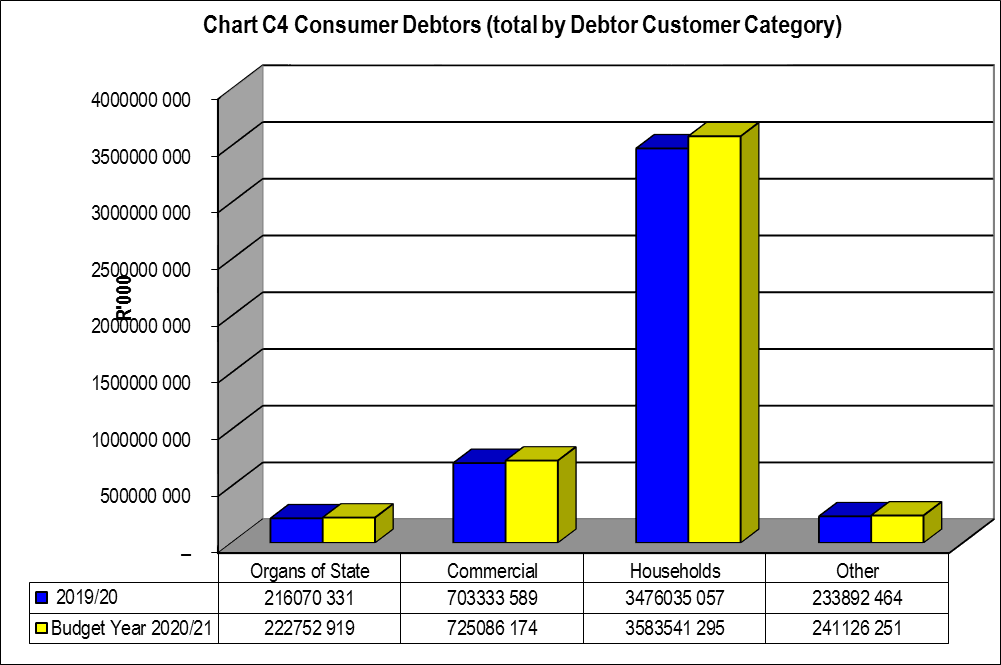 Chart C4 Consumer Debtors (total by Debtor Customer Category)
4000000 000
3500000 000
3000000 000
2500000 000
2000000 000
1500000 000
1000000 000
500000 000
–
R'000
Organs of State Commercial Households Other
2019/20 216070 331 703333 589 3476035 057 233892 464
Budget Year 2020/21 222752 919 725086 174 3583541 295 241126 251